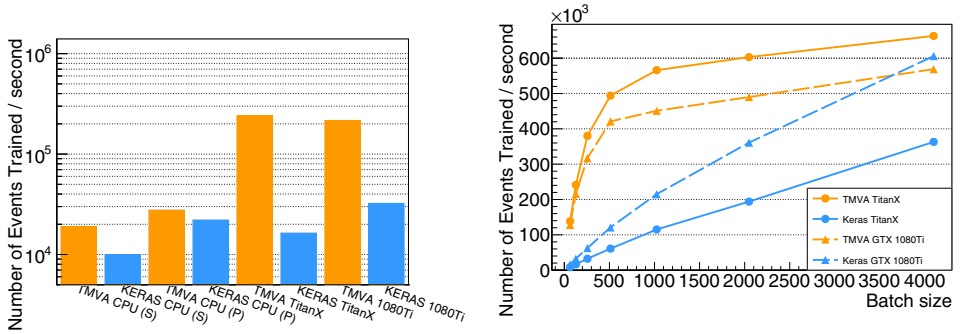 Number of Events Trained / second
10^6
10^5
10^4
TMVA CPU (S)
KERAS CPU (S)
TMVA CPU (P)
KERAS CPU (P)
TMVA TitanX
KERAS TitanX
TMVA 1080Ti
KERAS 1080Ti
×10^3
Number of Events Trained / second
600
500
400
300
200
100
0
TMVA TitanX
Keras TitanX
TMVA GTX 1080Ti
Keras GTX 1080Ti
0 500 1000 1500 2000 2500 3000 3500 4000
Batch size